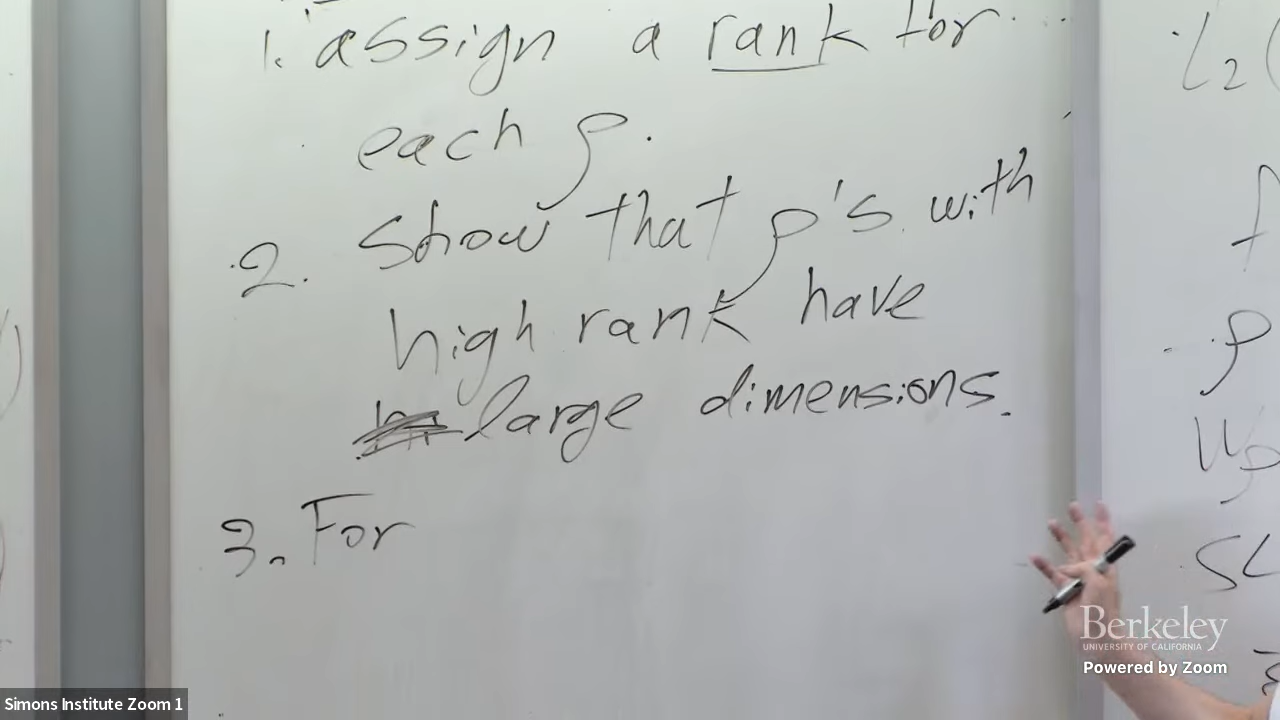 1. assign a rank for
each ρ.
2. Show that ρ's with
high rank have
large dimensions.
3. For
L₂(
f
ρ
SL
Berkeley
UNIVERSITY OF CALIFORNIA
Powered by Zoom
Simons Institute Zoom 1